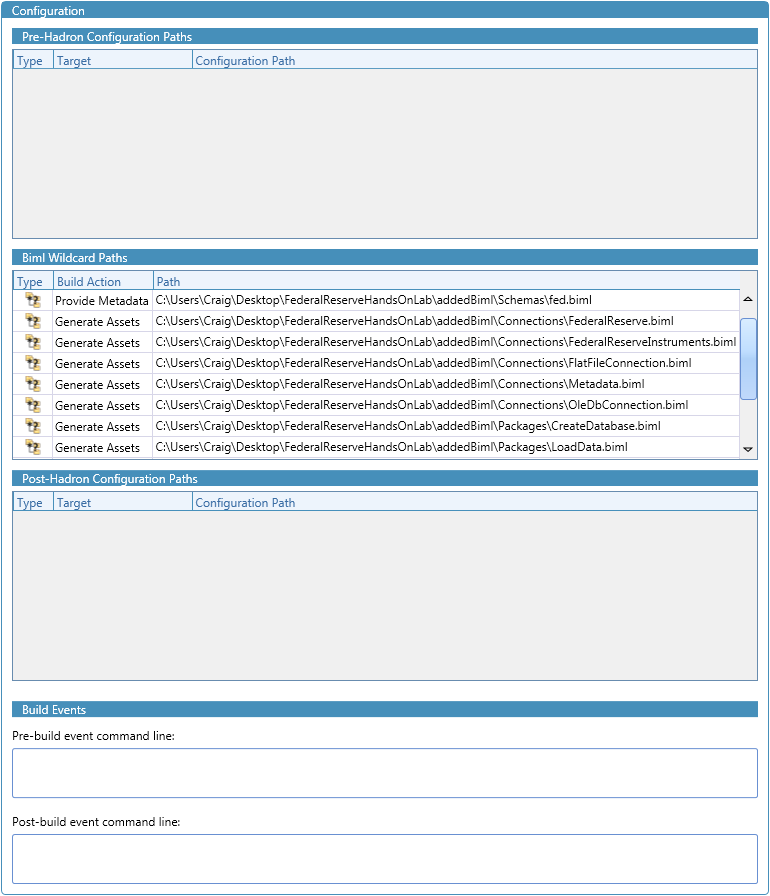 Configuration
Pre-Hadron Configuration Paths
Type Target Configuration Path
Biml Wildcard Paths
Type Build Action Path
Provide Metadata C:\Users\Craig\Desktop\FederalReserveHandsOnLab\addedBiml\Schemas\fed.biml
Generate Assets C:\Users\Craig\Desktop\FederalReserveHandsOnLab\addedBiml\Connections\FederalReserve.biml
Generate Assets C:\Users\Craig\Desktop\FederalReserveHandsOnLab\addedBiml\Connections\FederalReserveInstruments.biml
Generate Assets C:\Users\Craig\Desktop\FederalReserveHandsOnLab\addedBiml\Connections\FlatFileConnection.biml
Generate Assets C:\Users\Craig\Desktop\FederalReserveHandsOnLab\addedBiml\Connections\Metadata.biml
Generate Assets C:\Users\Craig\Desktop\FederalReserveHandsOnLab\addedBiml\Connections\OleDbConnection.biml
Generate Assets C:\Users\Craig\Desktop\FederalReserveHandsOnLab\addedBiml\Packages\CreateDatabase.biml
Generate Assets C:\Users\Craig\Desktop\FederalReserveHandsOnLab\addedBiml\Packages\LoadData.biml
Post-Hadron Configuration Paths
Type Target Configuration Path
Build Events
Pre-build event command line:
Post-build event command line: